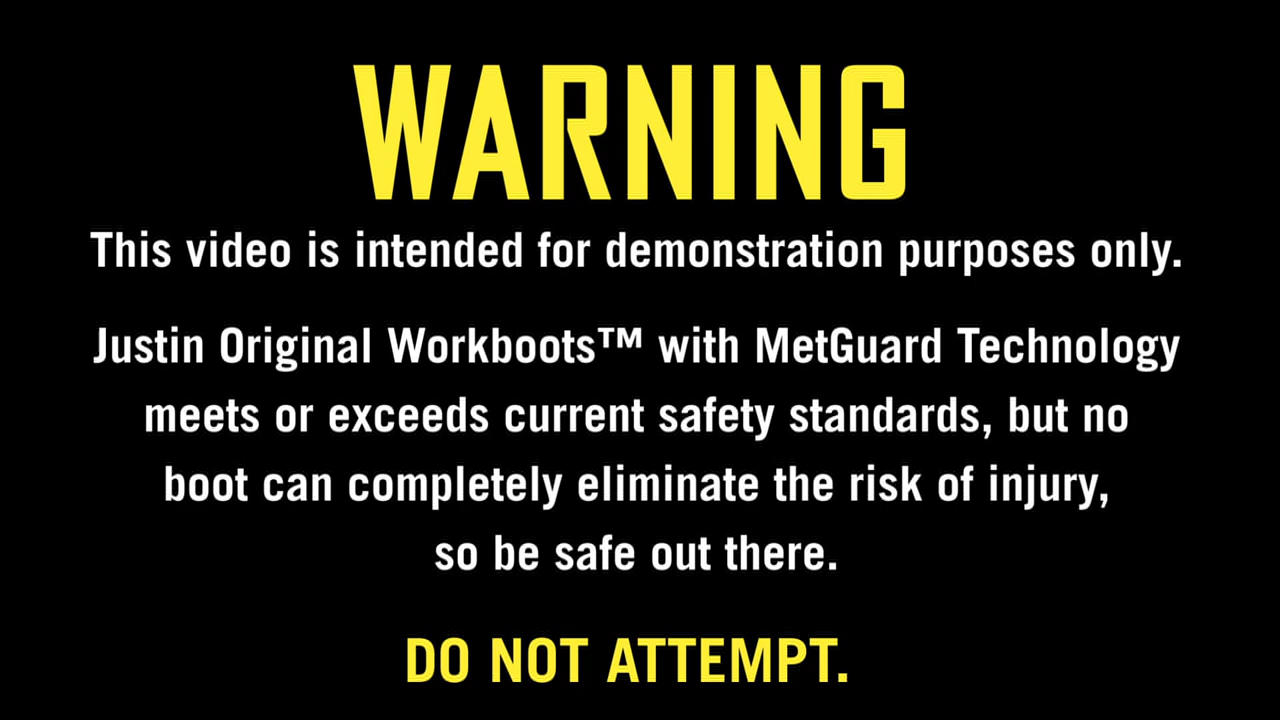 WARNING
This video is intended for demonstration purposes only.
Justin Original Workboots™ with MetGuard Technology
meets or exceeds current safety standards, but no
boot can completely eliminate the risk of injury,
so be safe out there.
DO NOT ATTEMPT.